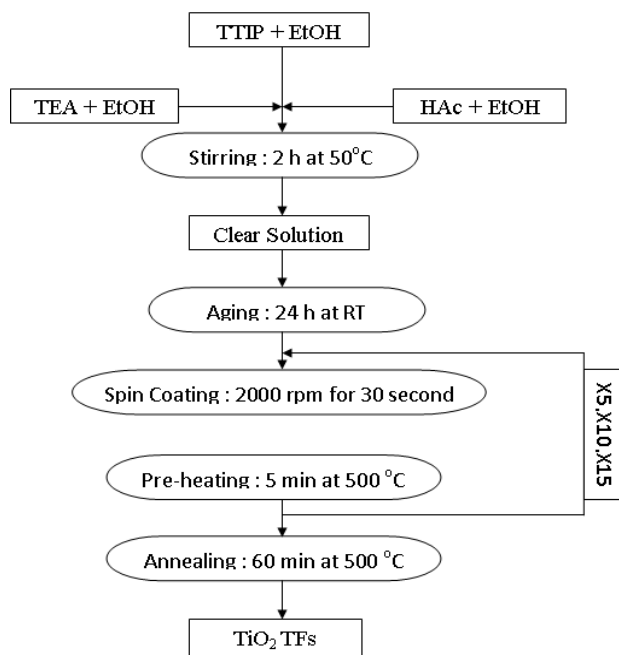 TTIP + EtOH
TEA + EtOH
HAc + EtOH
Stirring : 2 h at 50°C
Clear Solution
Aging : 24 h at RT
Spin Coating : 2000 rpm for 30 second
X5,X10,X15
Pre-heating : 5 min at 500 °C
Annealing : 60 min at 500 °C
TiO₂ TFs